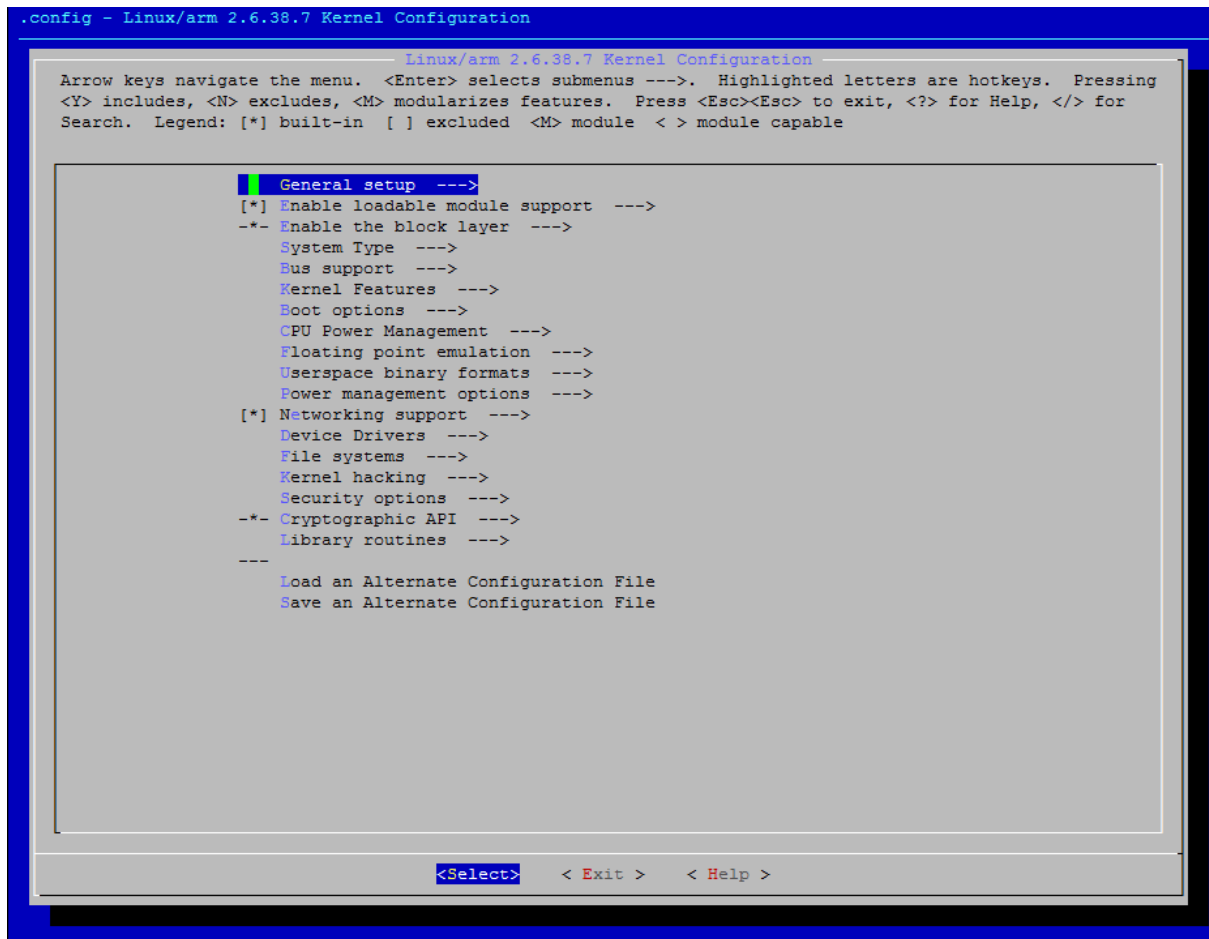 .config - Linux/arm 2.6.38.7 Kernel Configuration
Linux/arm 2.6.38.7 Kernel Configuration
Arrow keys navigate the menu.  <Enter> selects submenus --->.  Highlighted letters are hotkeys.  Pressing
<Y> includes, <N> excludes, <M> modularizes features.  Press <Esc><Esc> to exit, <?> for Help, </> for
Search.  Legend: [*] built-in  [ ] excluded  <M> module  < > module capable
General setup  --->
[*] Enable loadable module support  --->
-*- Enable the block layer  --->
System Type  --->
Bus support  --->
Kernel Features  --->
Boot options  --->
CPU Power Management  --->
Floating point emulation  --->
Userspace binary formats  --->
Power management options  --->
[*] Networking support  --->
Device Drivers  --->
File systems  --->
Kernel hacking  --->
Security options  --->
-*- Cryptographic API  --->
Library routines  --->
---
Load an Alternate Configuration File
Save an Alternate Configuration File
<Select>    < Exit >    < Help >